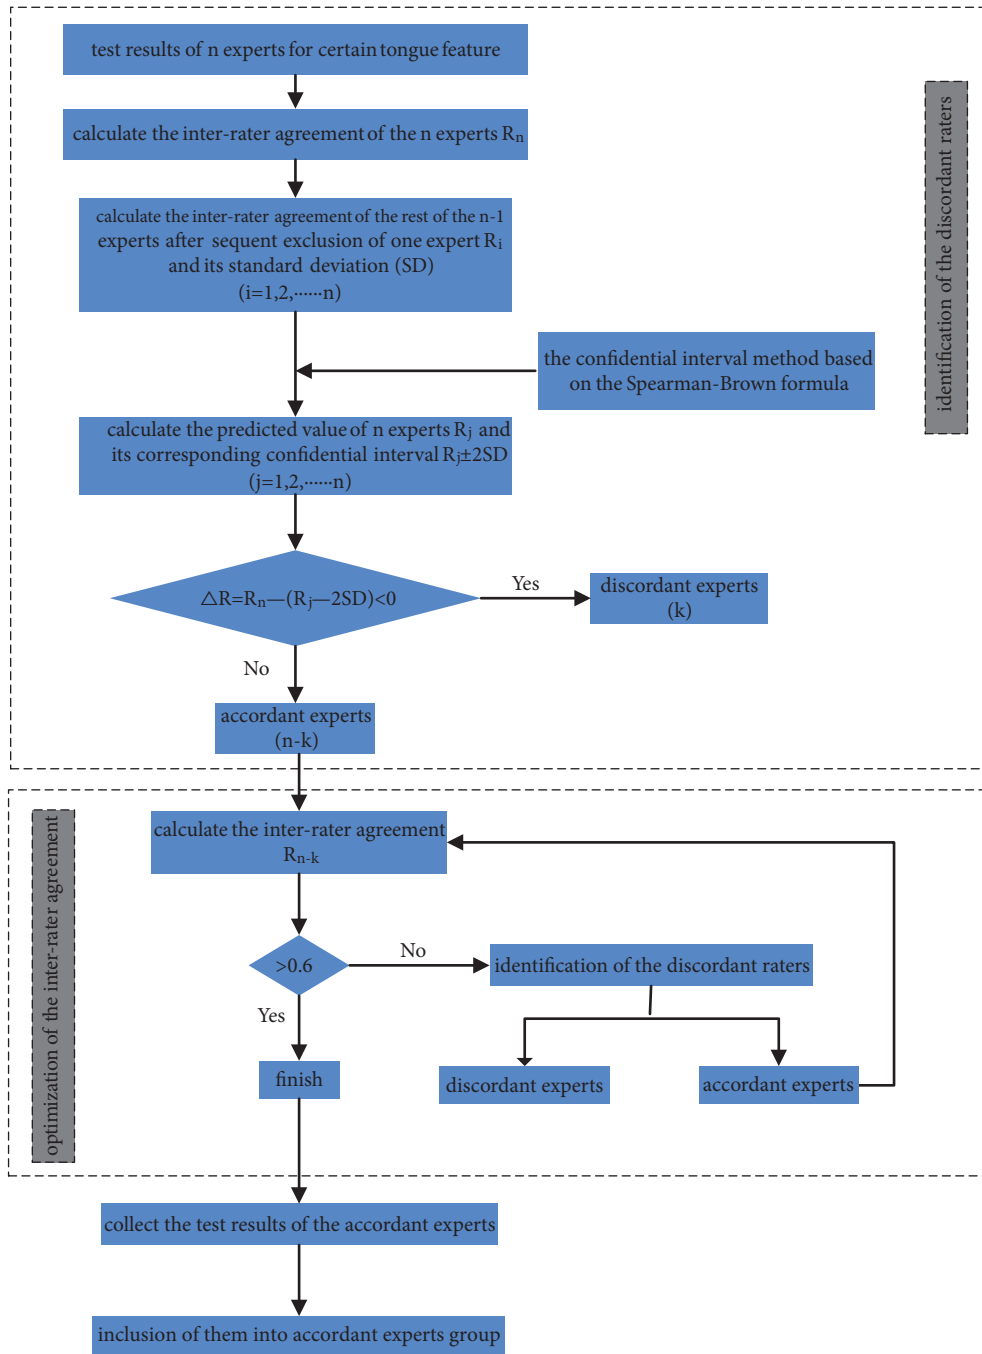 test results of n experts for certain tongue feature
calculate the inter-rater agreement of the n experts Rn
calculate the inter-rater agreement of the rest of the n-1
experts after sequent exclusion of one expert Ri
and its standard deviation (SD)
(i=1,2,······n)
the confidential interval method based
on the Spearman-Brown formula
calculate the predicted value of n experts Rj and
its corresponding confidential interval Rj±2SD
(j=1,2,······n)
△R=Rn—(Rj—2SD)<0
Yes
discordant experts
(k)
No
accordant experts
(n-k)
identification of the discordant raters
calculate the inter-rater agreement
Rn-k
>0.6
No
identification of the discordant raters
Yes
finish
discordant experts
accordant experts
optimization of the inter-rater agreement
collect the test results of the accordant experts
inclusion of them into accordant experts group